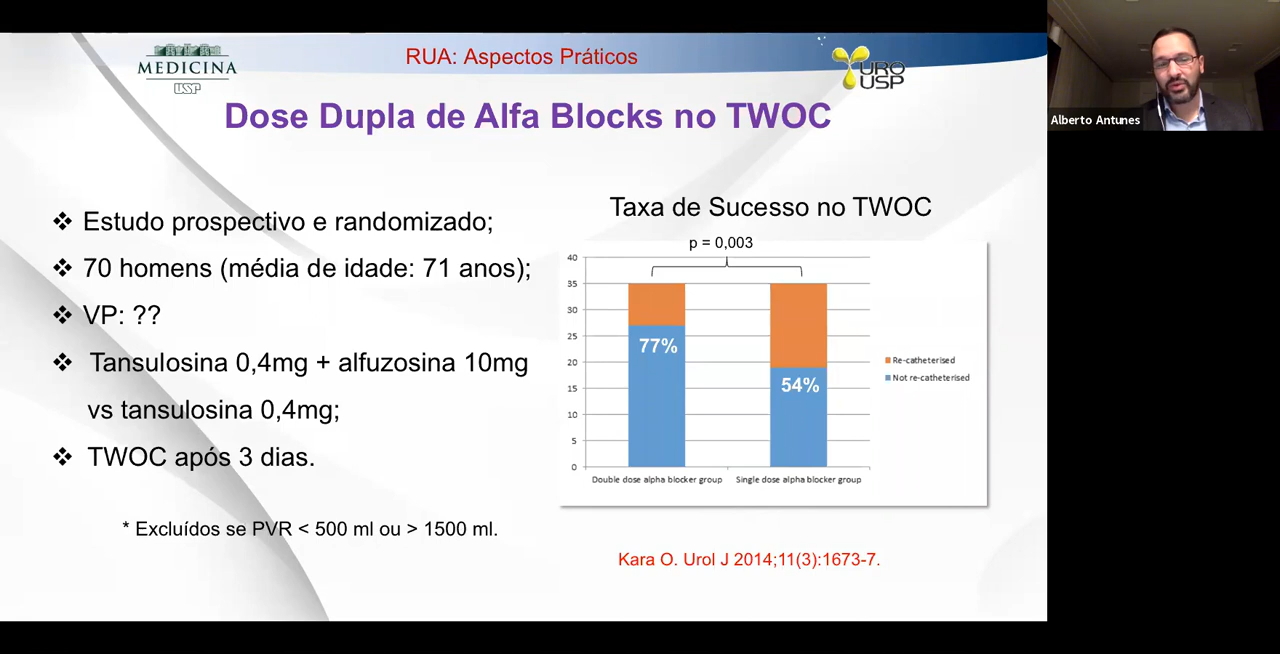 RUA: Aspectos Práticos
MEDICINA
USP
URO
USP
Dose Dupla de Alfa Blocks no TWOC
Alberto Antunes
❖ Estudo prospectivo e randomizado;
❖ 70 homens (média de idade: 71 anos);
❖ VP: ??
❖ Tansulosina 0,4mg + alfuzosina 10mg
vs tansulosina 0,4mg;
❖ TWOC após 3 dias.
* Excluídos se PVR < 500 ml ou > 1500 ml.
Taxa de Sucesso no TWOC
p = 0,003
40
35
30
25
20
15
10
5
0
77%
54%
Re-catheterised
Not re-catheterised
Double dose alpha blocker group
Single dose alpha blocker group
Kara O. Urol J 2014;11(3):1673-7.